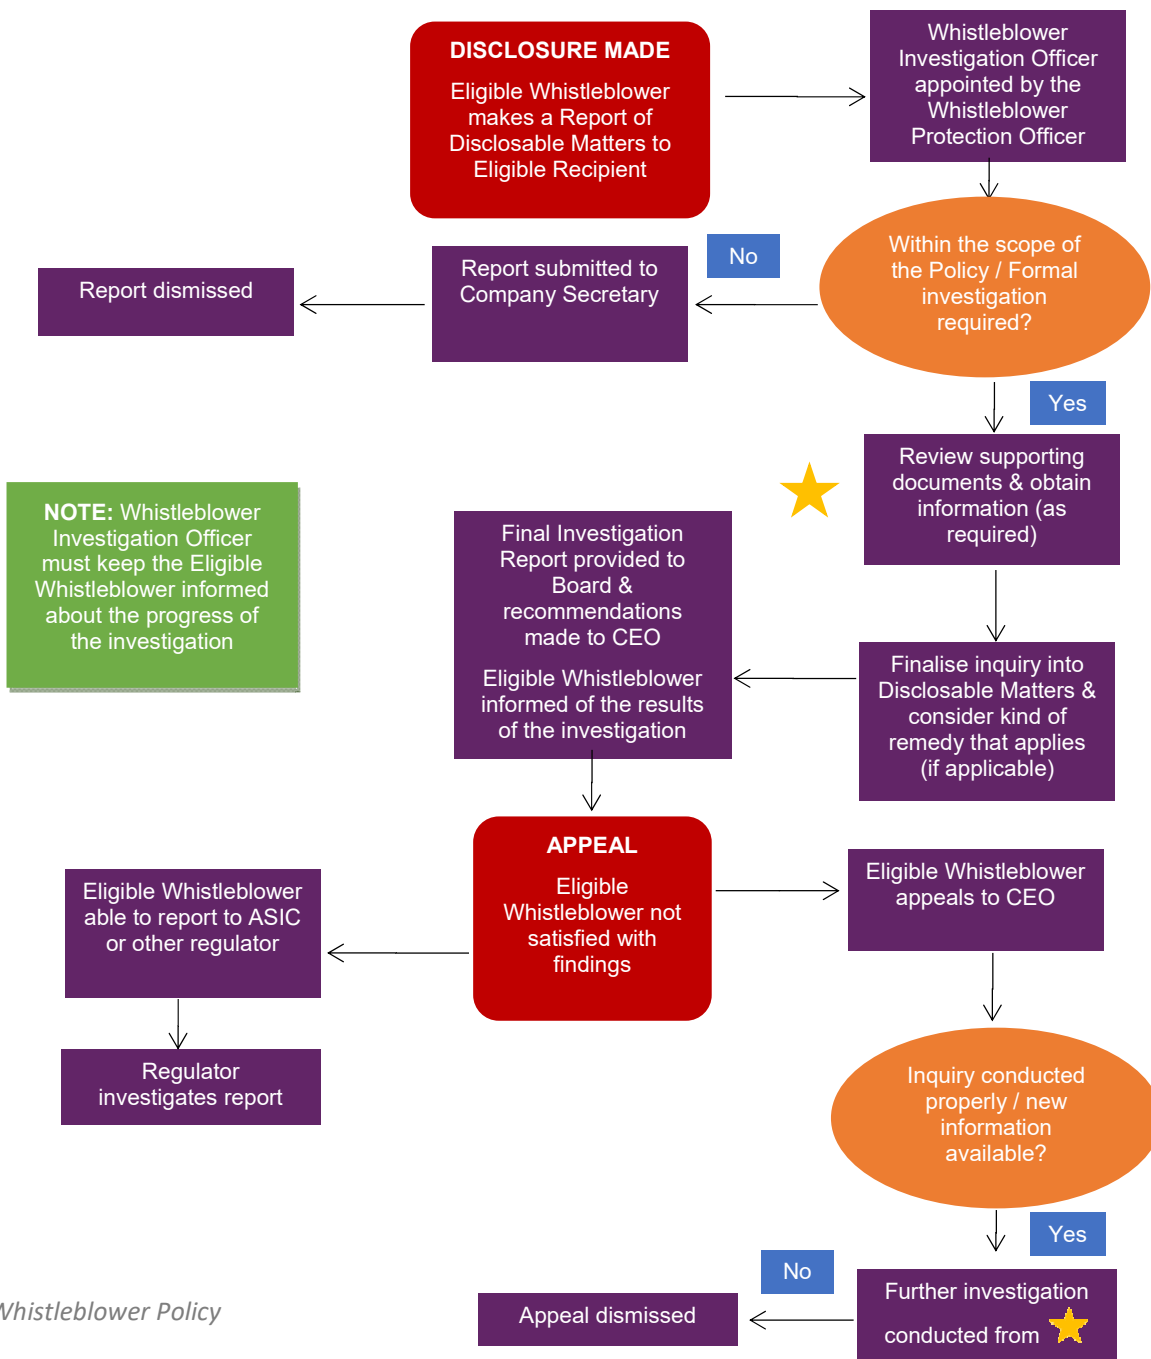 DISCLOSURE MADE
Eligible Whistleblower
makes a Report of
Disclosable Matters to
Eligible Recipient
Whistleblower
Investigation Officer
appointed by the
Whistleblower
Protection Officer
Within the scope of
the Policy / Formal
investigation
required?
No
Report submitted to
Company Secretary
Report dismissed
Yes
Review supporting
documents & obtain
information (as
required)
NOTE: Whistleblower
Investigation Officer
must keep the Eligible
Whistleblower informed
about the progress of
the investigation
Final Investigation
Report provided to
Board &
recommendations
made to CEO
Eligible Whistleblower
informed of the results
of the investigation
Finalise inquiry into
Disclosable Matters &
consider kind of
remedy that applies
(if applicable)
APPEAL
Eligible
Whistleblower not
satisfied with
findings
Eligible Whistleblower
appeals to CEO
Eligible Whistleblower
able to report to ASIC
or other regulator
Regulator
investigates report
Inquiry conducted
properly / new
information
available?
Yes
No
Further investigation
conducted from
Appeal dismissed
Whistleblower Policy